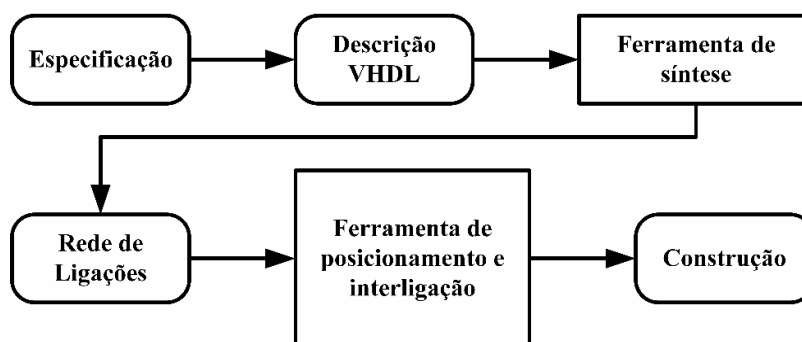 Especificação
Descrição
VHDL
Ferramenta de
síntese
Rede de
Ligações
Ferramenta de
posicionamento e
interligação
Construção